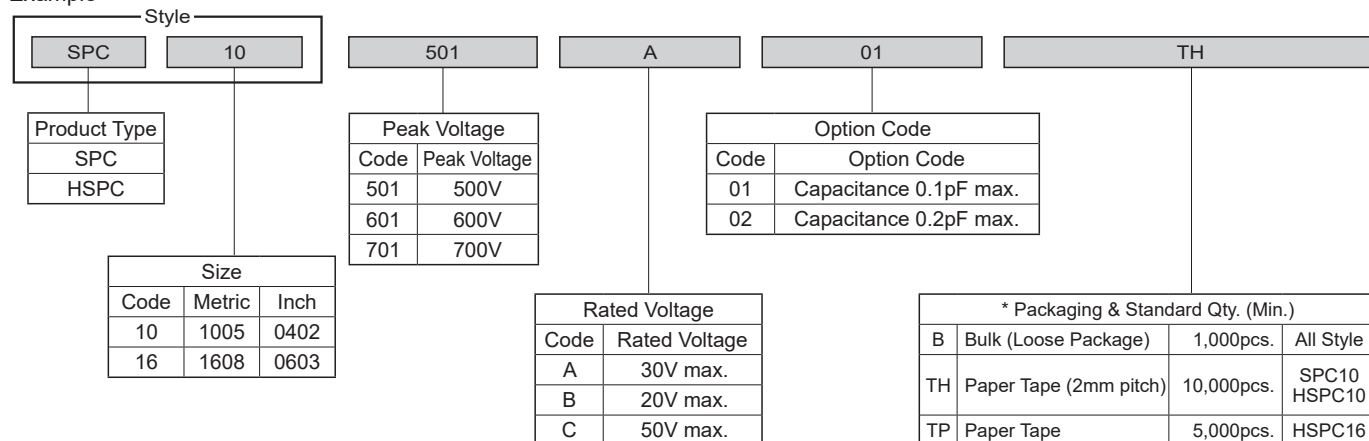 Style
SPC 10 501 A 01 TH
Product Type
SPC
HSPC
Size
Code Metric Inch
10 1005 0402
16 1608 0603
Peak Voltage
Code Peak Voltage
501 500V
601 600V
701 700V
Rated Voltage
Code Rated Voltage
A 30V max.
B 20V max.
C 50V max.
Option Code
Code Option Code
01 Capacitance 0.1pF max.
02 Capacitance 0.2pF max.
* Packaging & Standard Qty. (Min.)
B Bulk (Loose Package) 1,000pcs. All Style
TH Paper Tape (2mm pitch) 10,000pcs. SPC10
HSPC10
TP Paper Tape 5,000pcs. HSPC16